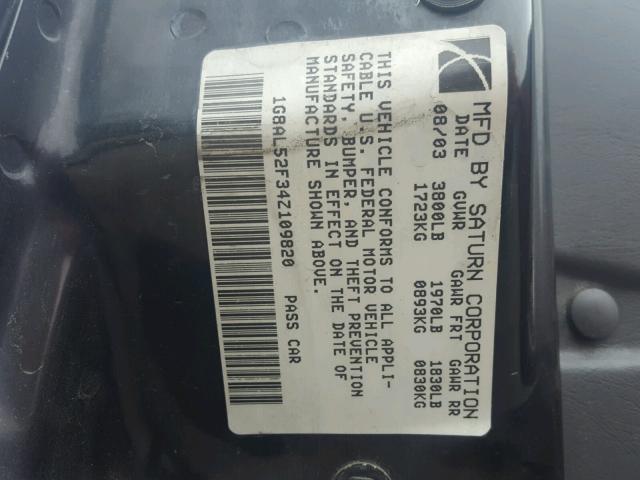 MFD BY SATURN CORPORATION
DATE GVWR GAWR FRT GAWR RR
08/03 3800LB 1970LB 1830LB
1723KG 0893KG 0830KG
THIS VEHICLE CONFORMS TO ALL APPLI-
CABLE U.S. FEDERAL MOTOR VEHICLE
SAFETY, BUMPER, AND THEFT PREVENTION
STANDARDS IN EFFECT ON THE DATE OF
MANUFACTURE SHOWN ABOVE.
1G8AL52F34Z109820 PASS CAR